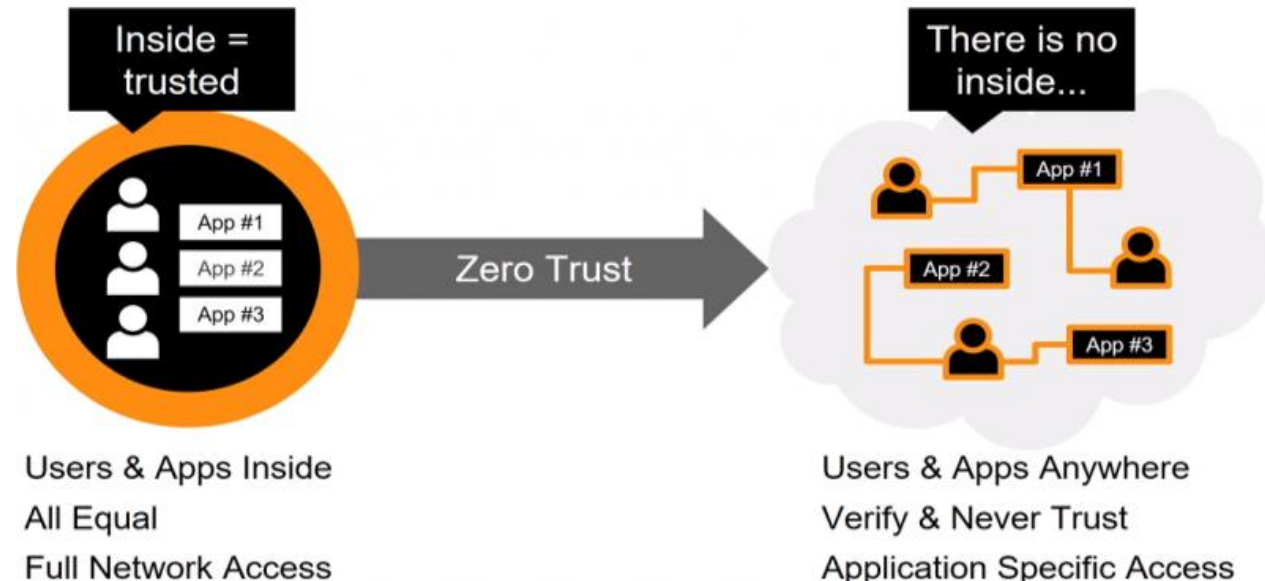 Inside =
trusted
App #1
App #2
App #3
Users & Apps Inside
All Equal
Full Network Access
Zero Trust
There is no
inside...
App #1
App #2
App #3
Users & Apps Anywhere
Verify & Never Trust
Application Specific Access